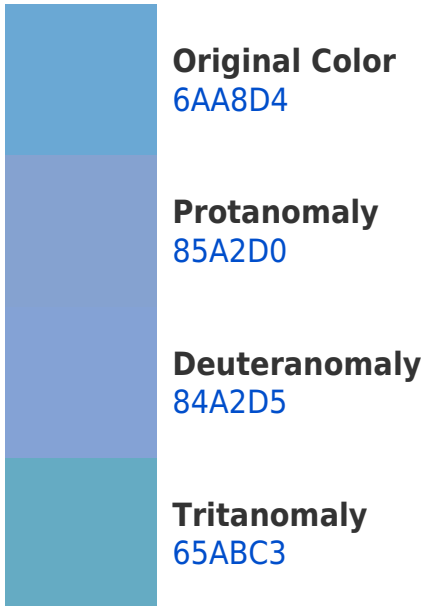 Original Color
6AA8D4
Protanomaly
85A2D0
Deuteranomaly
84A2D5
Tritanomaly
65ABC3